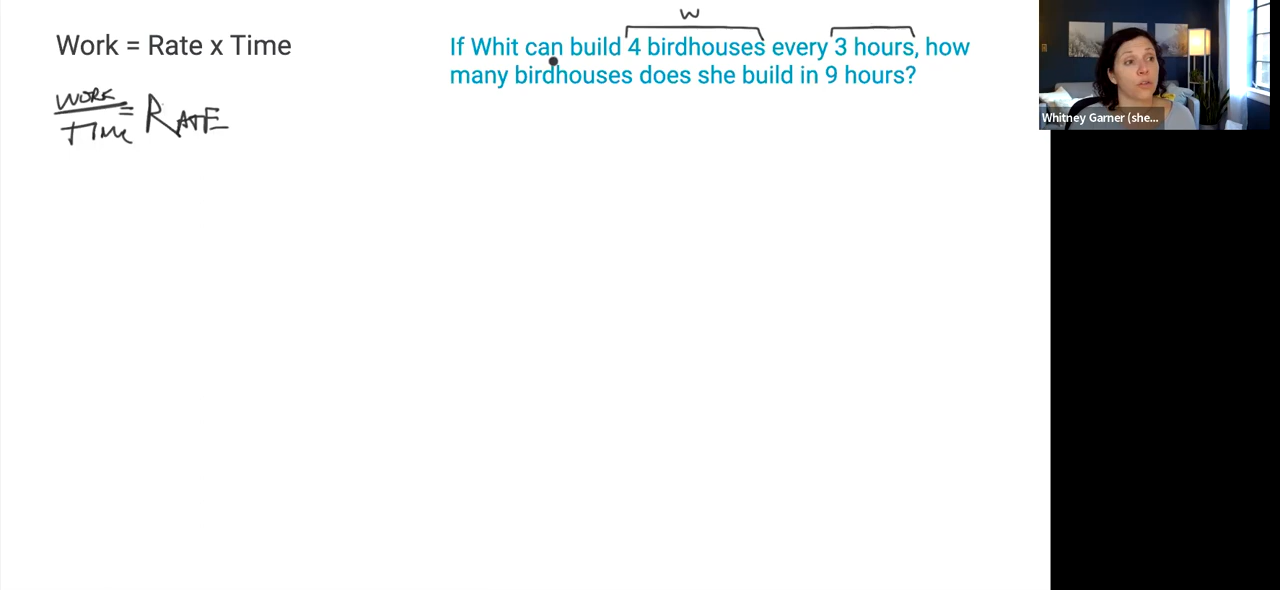 Work = Rate x Time
WORK
TIME
= RATE
W
If Whit can build 4 birdhouses every 3 hours, how
many birdhouses does she build in 9 hours?
Whitney Garner (she...